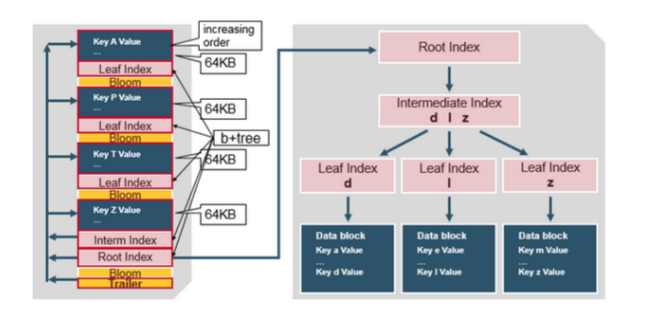 Key A Value
...
Leaf Index
Bloom
Key P Value
...
Leaf Index
Bloom
Key T Value
...
Leaf Index
Bloom
Key Z Value
...
Interm Index
Root Index
Bloom
Trailer
increasing
order
64KB
64KB
b+tree
64KB
64KB
Root Index
Intermediate Index
d l z
Leaf Index
d
Leaf Index
l
Leaf Index
z
Data block
Key a Value
...
Key d Value
Data block
Key e Value
...
Key l Value
Data block
Key m Value
...
Key z Value